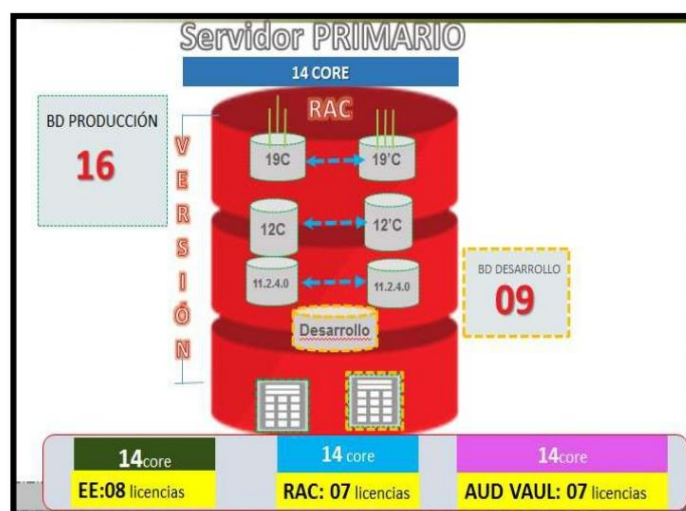 Servidor PRIMARIO
14 CORE
RAC
BD PRODUCCIÓN
16
VERSIÓN
19C
19'C
12C
12'C
11.2.4.0
11.2.4.0
BD DESARROLLO
09
Desarrollo
14core
14 core
14core
EE:08 licencias
RAC: 07 licencias
AUD VAUL: 07 licencias